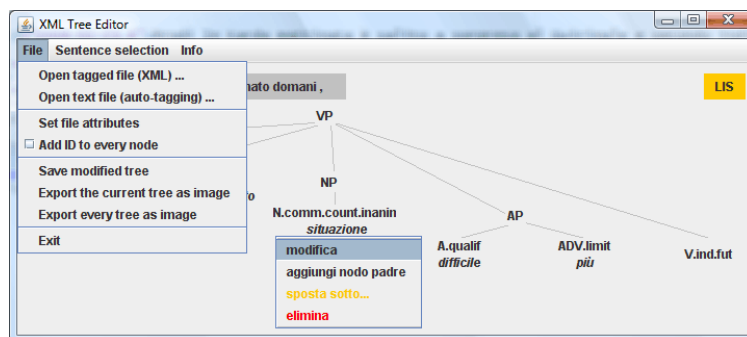 XML Tree Editor
File Sentence selection Info
Open tagged file (XML) ...
Open text file (auto-tagging) ...
Set file attributes
Add ID to every node
Save modified tree
Export the current tree as image
Export every tree as image
Exit
domani ,
LIS
VP
NP
N.comm.count.inanin
situazione
AP
A.qualif
difficile
ADV.limit
più
V.ind.fut
modifica
aggiungi nodo padre
sposta sotto...
elimina